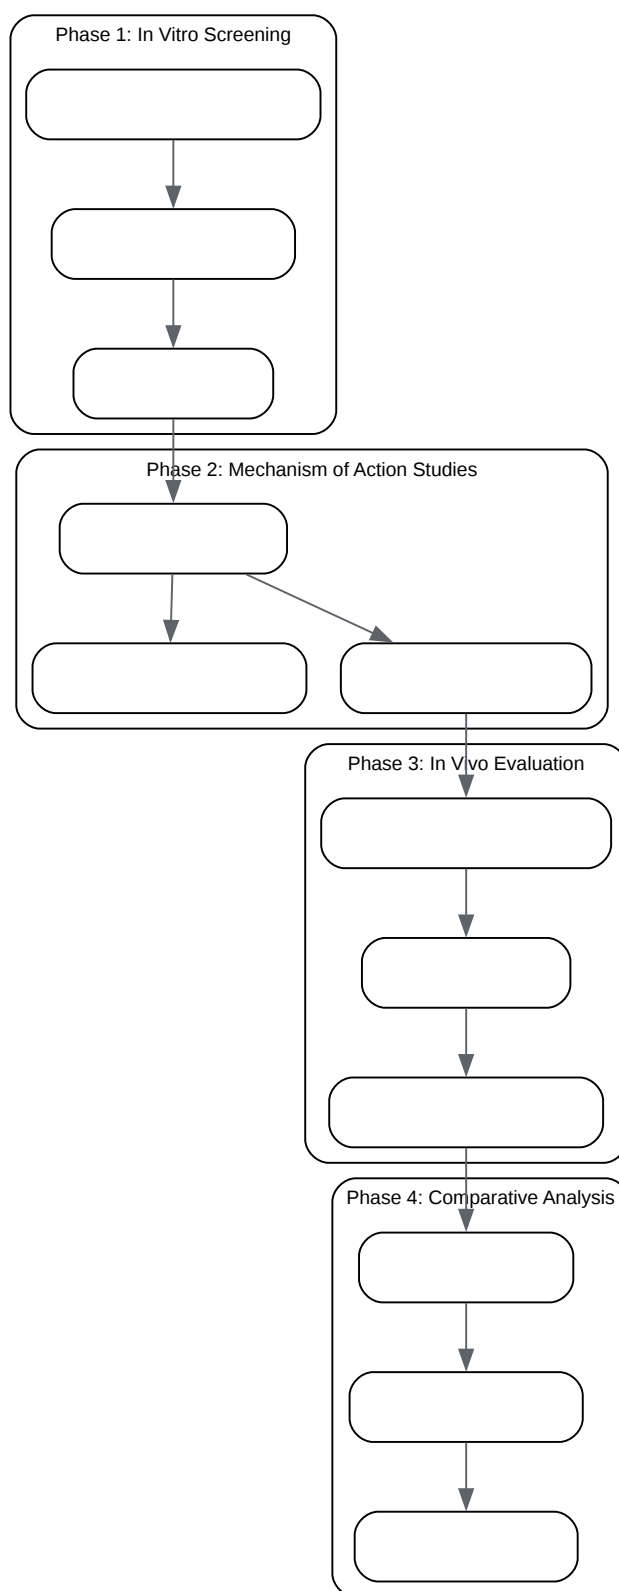 Phase 1: In Vitro Screening
Phase 2: Mechanism of Action Studies
Phase 3: In Vivo Evaluation
Phase 4: Comparative Analysis